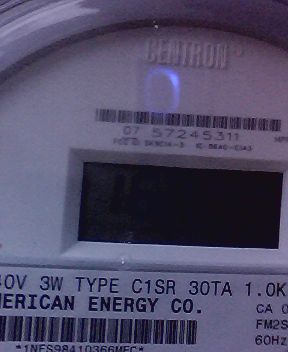 CENTRON
07 57245311
40V 3W TYPE C1SR 30TA 1.0K
MERICAN ENERGY CO.
CA 0
FM2S
60Hz